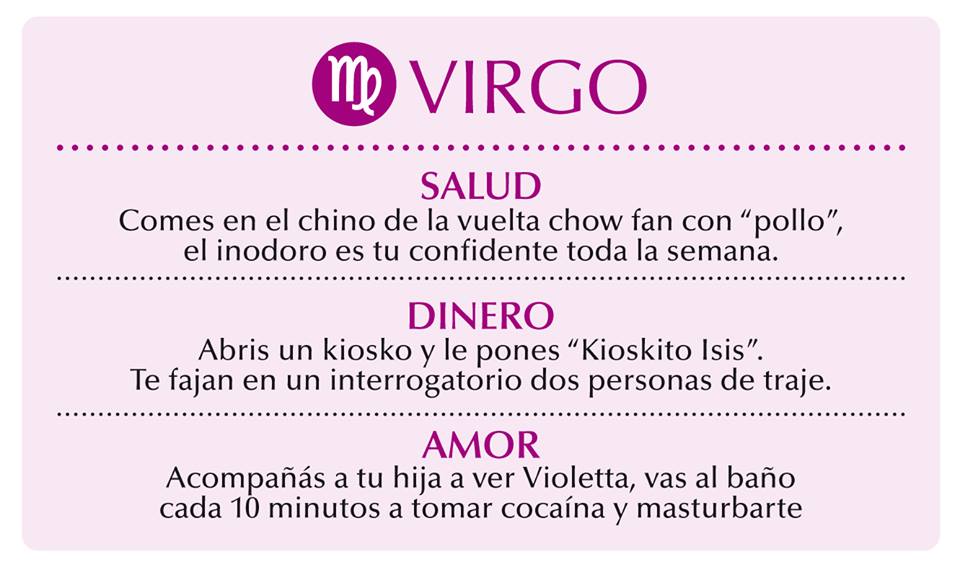 VIRGO
SALUD
Comes en el chino de la vuelta chow fan con “pollo”,
el inodoro es tu confidente toda la semana.
DINERO
Abris un kiosko y le pones “Kioskito Isis”.
Te fajan en un interrogatorio dos personas de traje.
AMOR
Acompañás a tu hija a ver Violetta, vas al baño
cada 10 minutos a tomar cocaína y masturbarte